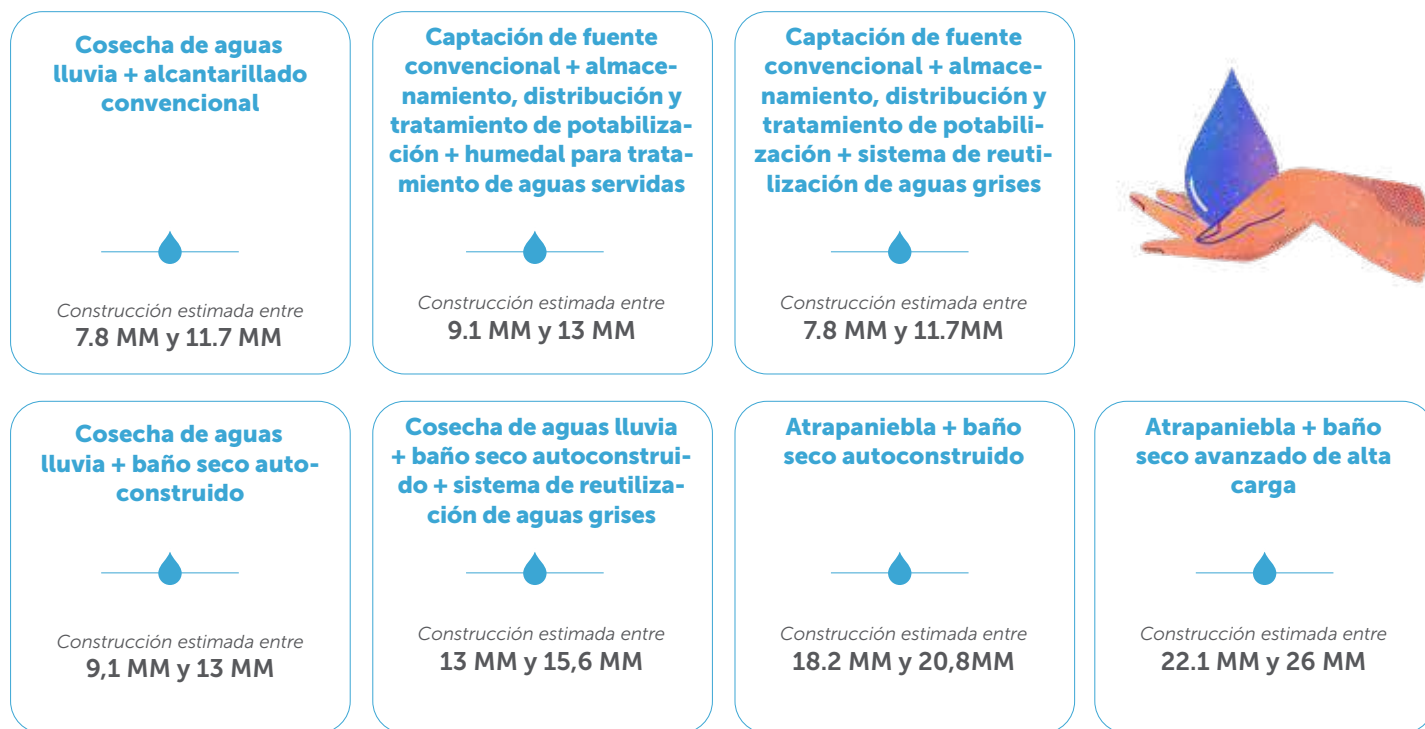 Cosecha de aguas
lluvia + alcantarillado
convencional
Construcción estimada entre
7.8 MM y 11.7 MM
Captación de fuente
convencional + almace-
namiento, distribución y
tratamiento de potabiliza-
ción + humedal para trata-
miento de aguas servidas
Construcción estimada entre
9.1 MM y 13 MM
Captación de fuente
convencional + almace-
namiento, distribución y
tratamiento de potabili-
zación + sistema de reuti-
lización de aguas grises
Construcción estimada entre
7.8 MM y 11.7MM
Cosecha de aguas
lluvia + baño seco auto-
construido
Construcción estimada entre
9,1 MM y 13 MM
Cosecha de aguas lluvia
+ baño seco autoconstrui-
do + sistema de reutiliza-
ción de aguas grises
Construcción estimada entre
13 MM y 15,6 MM
Atrapaniebla + baño
seco autoconstruido
Construcción estimada entre
18.2 MM y 20,8MM
Atrapaniebla + baño
seco avanzado de alta
carga
Construcción estimada entre
22.1 MM y 26 MM